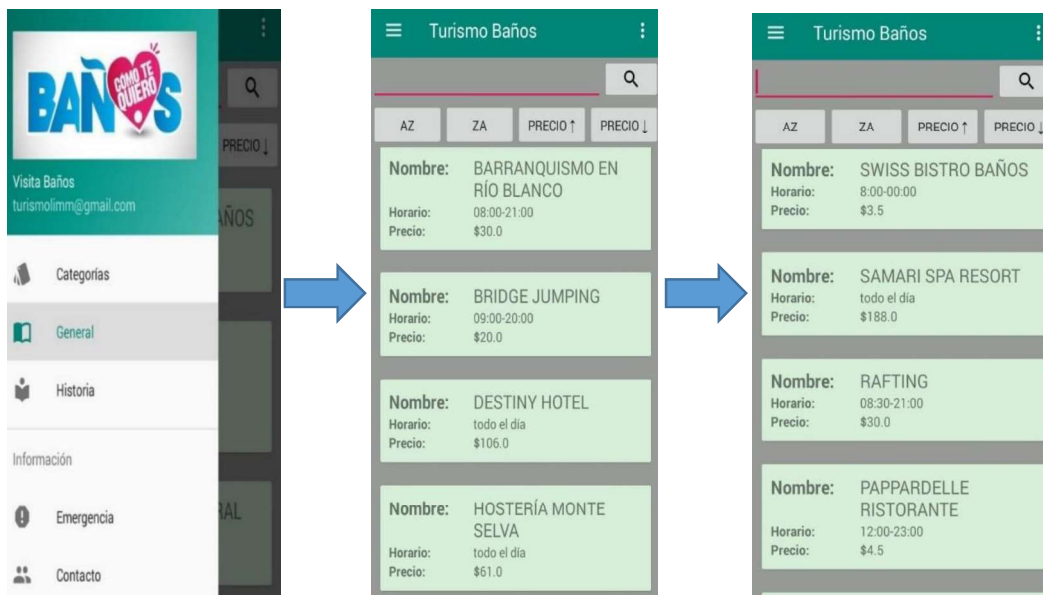 BAÑOS
CÓMO TE
QUIERO
Visita Baños
turismolimm@gmail.com
PRECIO ↓
AÑOS
RAL
Categorías
General
Historia
Información
Emergencia
Contacto
Turismo Baños
AZ ZA PRECIO ↑ PRECIO ↓
Nombre: BARRANQUISMO EN
RÍO BLANCO
Horario: 08:00-21:00
Precio: $30.0
Nombre: BRIDGE JUMPING
Horario: 09:00-20:00
Precio: $20.0
Nombre: DESTINY HOTEL
Horario: todo el día
Precio: $106.0
Nombre: HOSTERÍA MONTE
SELVA
Horario: todo el día
Precio: $61.0
Turismo Baños
AZ ZA PRECIO ↑ PRECIO ↓
Nombre: SWISS BISTRO BAÑOS
Horario: 8:00-00:00
Precio: $3.5
Nombre: SAMARI SPA RESORT
Horario: todo el día
Precio: $188.0
Nombre: RAFTING
Horario: 08:30-21:00
Precio: $30.0
Nombre: PAPPARDELLE
RISTORANTE
Horario: 12:00-23:00
Precio: $4.5